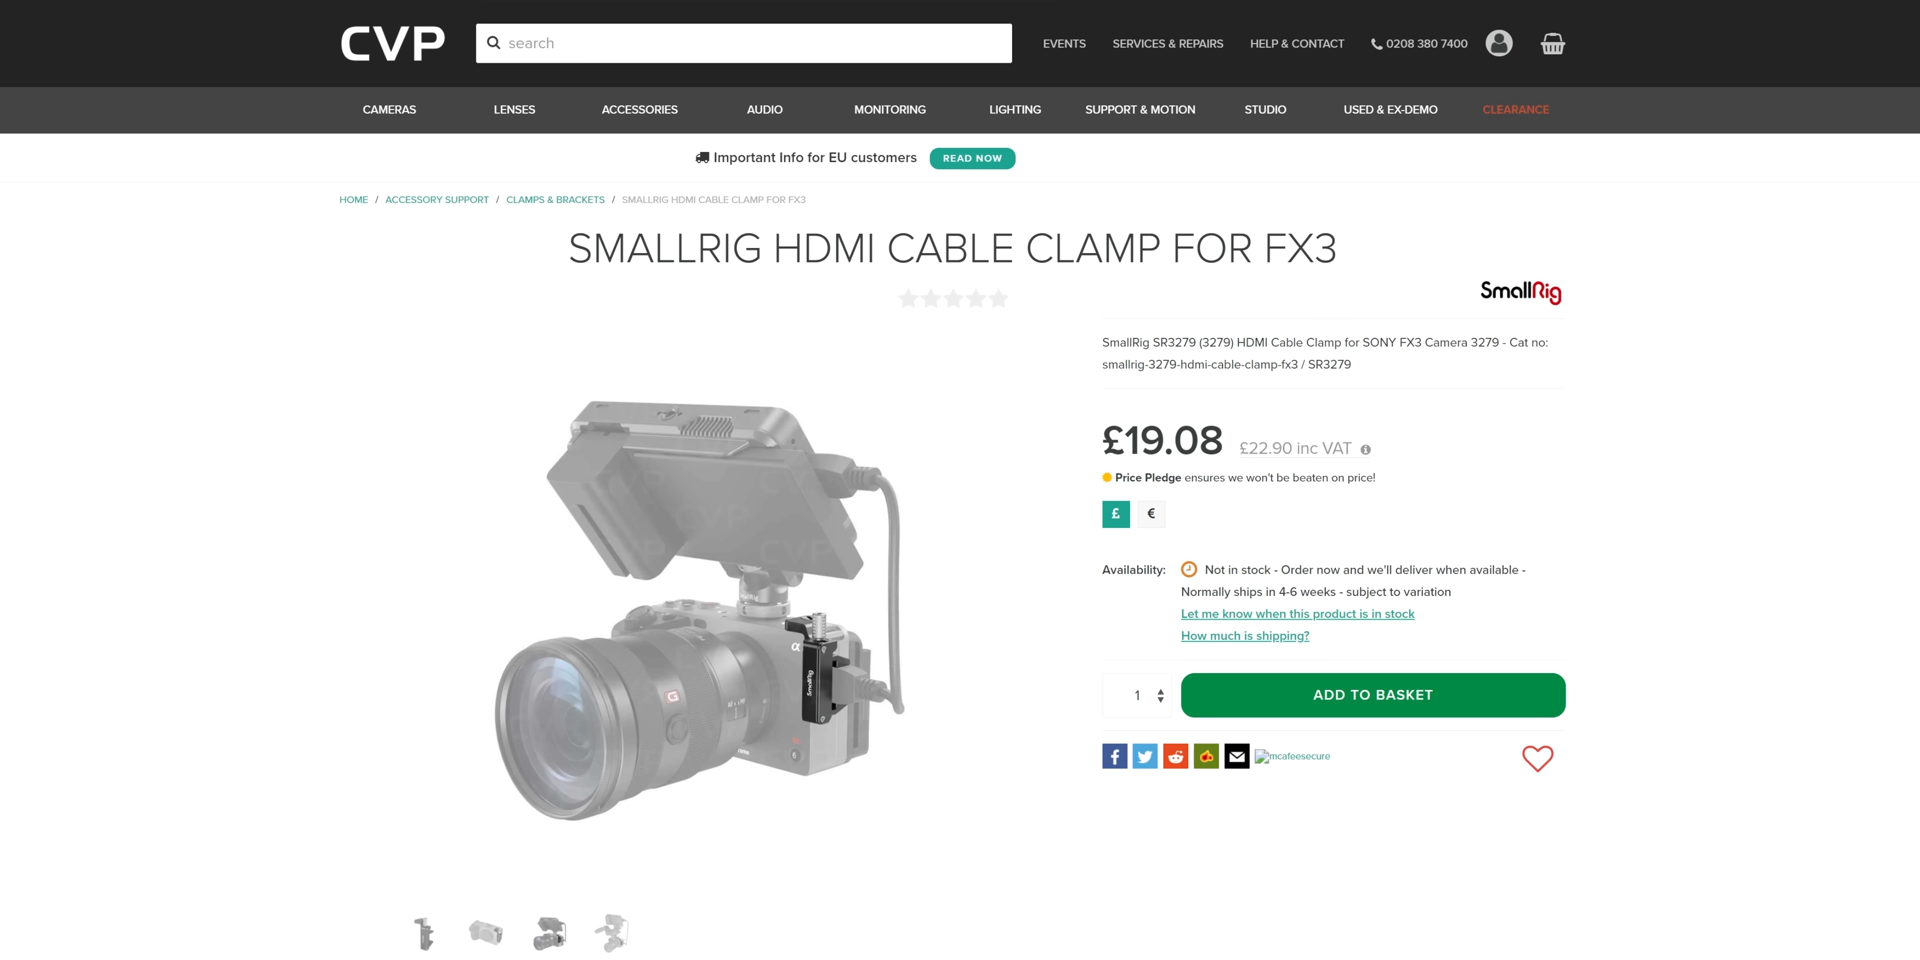 CVP
search
EVENTS
SERVICES & REPAIRS
HELP & CONTACT
0208 380 7400
CAMERAS
LENSES
ACCESSORIES
AUDIO
MONITORING
LIGHTING
SUPPORT & MOTION
STUDIO
USED & EX-DEMO
CLEARANCE
Important Info for EU customers
READ NOW
HOME / ACCESSORY SUPPORT / CLAMPS & BRACKETS / SMALLRIG HDMI CABLE CLAMP FOR FX3
SMALLRIG HDMI CABLE CLAMP FOR FX3
SmallRig
SmallRig SR3279 (3279) HDMI Cable Clamp for SONY FX3 Camera 3279 - Cat no:
smallrig-3279-hdmi-cable-clamp-fx3 / SR3279
£19.08 £22.90 inc VAT
Price Pledge ensures we won't be beaten on price!
£
€
Availability:
Not in stock - Order now and we'll deliver when available -
Normally ships in 4-6 weeks - subject to variation
Let me know when this product is in stock
How much is shipping?
1
ADD TO BASKET
mcafeesecure
α
SmallRig
G
CVP